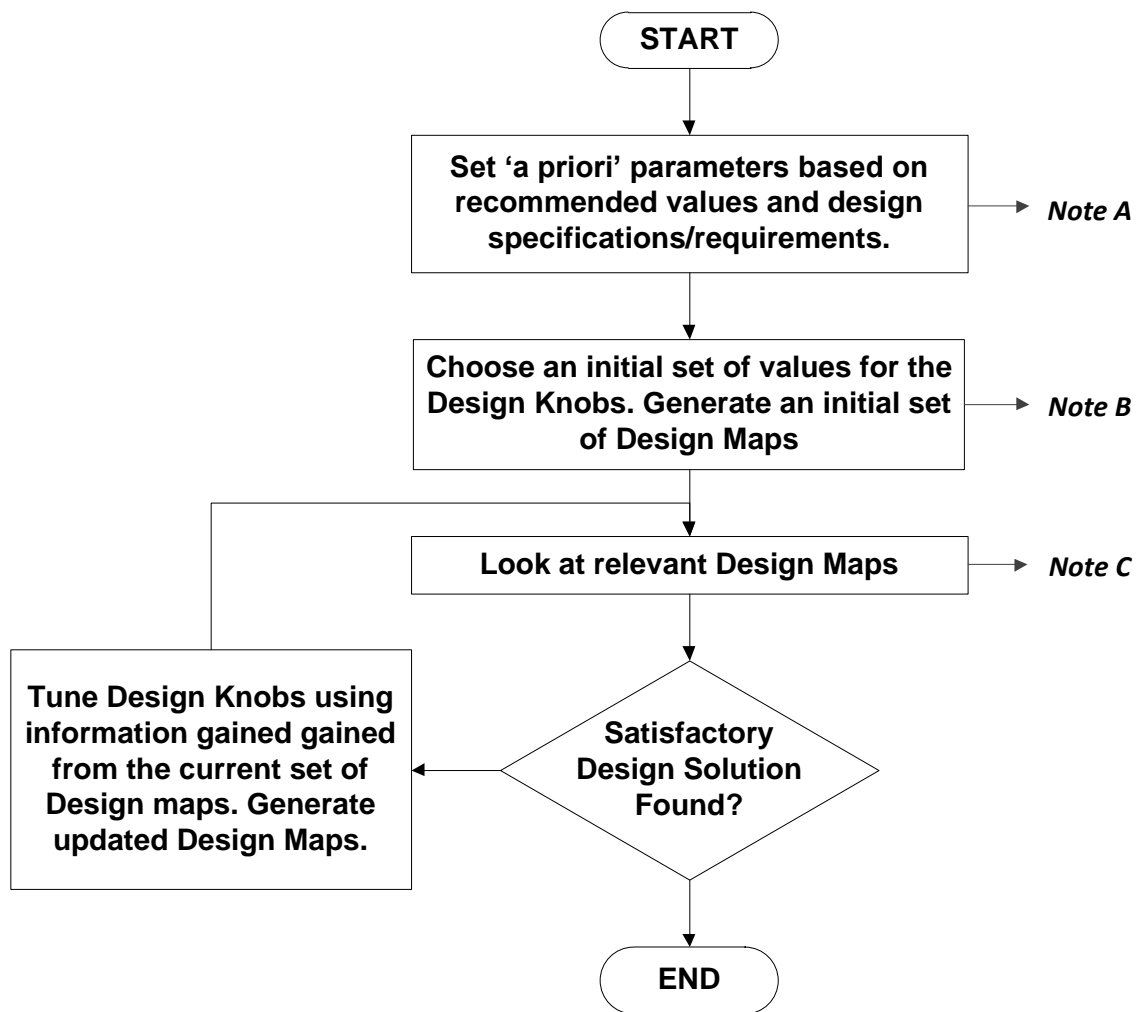 START
Set ‘a priori’ parameters based on
recommended values and design
specifications/requirements.
Note A
Choose an initial set of values for the
Design Knobs. Generate an initial set
of Design Maps
Note B
Look at relevant Design Maps
Note C
Tune Design Knobs using
information gained gained
from the current set of
Design maps. Generate
updated Design Maps.
Satisfactory
Design Solution
Found?
END